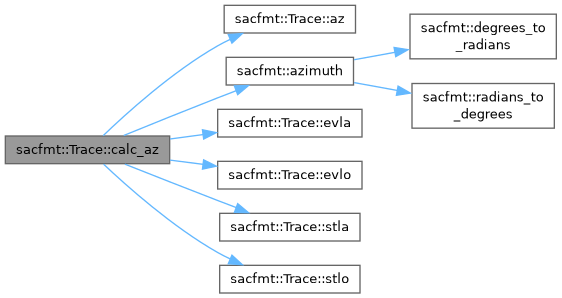 sacfmt::Trace::calc_az
sacfmt::Trace::az
sacfmt::azimuth
sacfmt::Trace::evla
sacfmt::Trace::evlo
sacfmt::Trace::stla
sacfmt::Trace::stlo
sacfmt::degrees_to
_radians
sacfmt::radians_to
_degrees